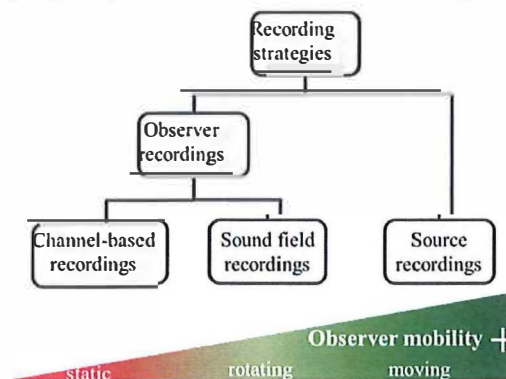 Recording
strategies
Observer
recordings
Channel-based
recordings
Sound field
recordings
Source
recordings
Observer mobility +
static
rotating
moving